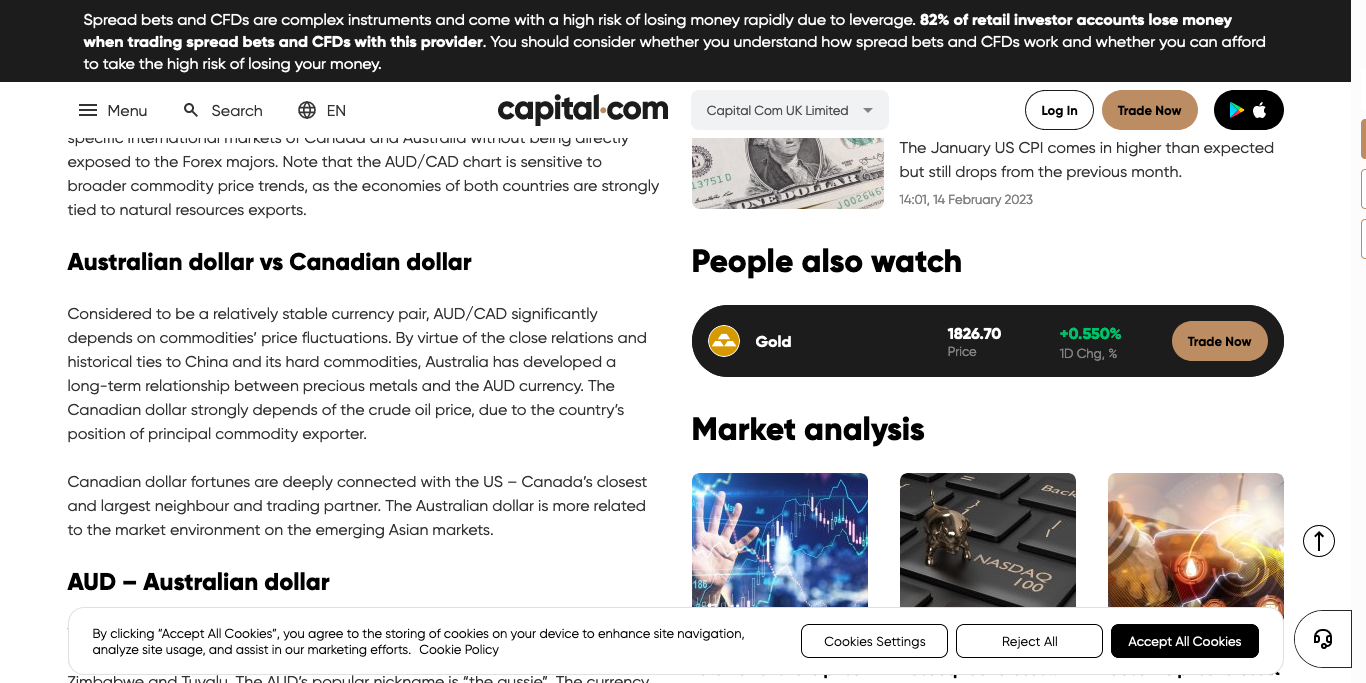 Spread bets and CFDs are complex instruments and come with a high risk of losing money rapidly due to leverage. 82% of retail investor accounts lose money
when trading spread bets and CFDs with this provider. You should consider whether you understand how spread bets and CFDs work and whether you can afford
to take the high risk of losing your money.
Menu
Search
EN
capital.com
Capital Com UK Limited
Log In
Trade Now
specific international markets of Canada and Australia without being directly
exposed to the Forex majors. Note that the AUD/CAD chart is sensitive to
broader commodity price trends, as the economies of both countries are strongly
tied to natural resources exports.
Australian dollar vs Canadian dollar
Considered to be a relatively stable currency pair, AUD/CAD significantly
depends on commodities’ price fluctuations. By virtue of the close relations and
historical ties to China and its hard commodities, Australia has developed a
long-term relationship between precious metals and the AUD currency. The
Canadian dollar strongly depends of the crude oil price, due to the country’s
position of principal commodity exporter.
Canadian dollar fortunes are deeply connected with the US – Canada’s closest
and largest neighbour and trading partner. The Australian dollar is more related
to the market environment on the emerging Asian markets.
AUD – Australian dollar
Zimbabwe and Tuvalu. The AUD’s popular nickname is “the aussie”. The currency
13751 D
ONE DOLLAR
The January US CPI comes in higher than expected
but still drops from the previous month.
14:01, 14 February 2023
People also watch
Gold
1826.70
Price
+0.550%
1D Chg, %
Trade Now
Market analysis
186
Back
NASDAQ
100
By clicking “Accept All Cookies”, you agree to the storing of cookies on your device to enhance site navigation,
analyze site usage, and assist in our marketing efforts. Cookie Policy
Cookies Settings
Reject All
Accept All Cookies